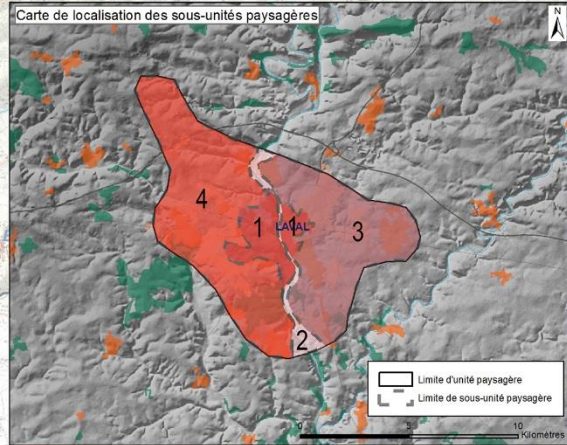 Carte de localisation des sous-unités paysagères
N
4
1
1
LAVAL
3
2
Limite d'unité paysagère
Limite de sous-unité paysagère
0 5 10
Kilomètres